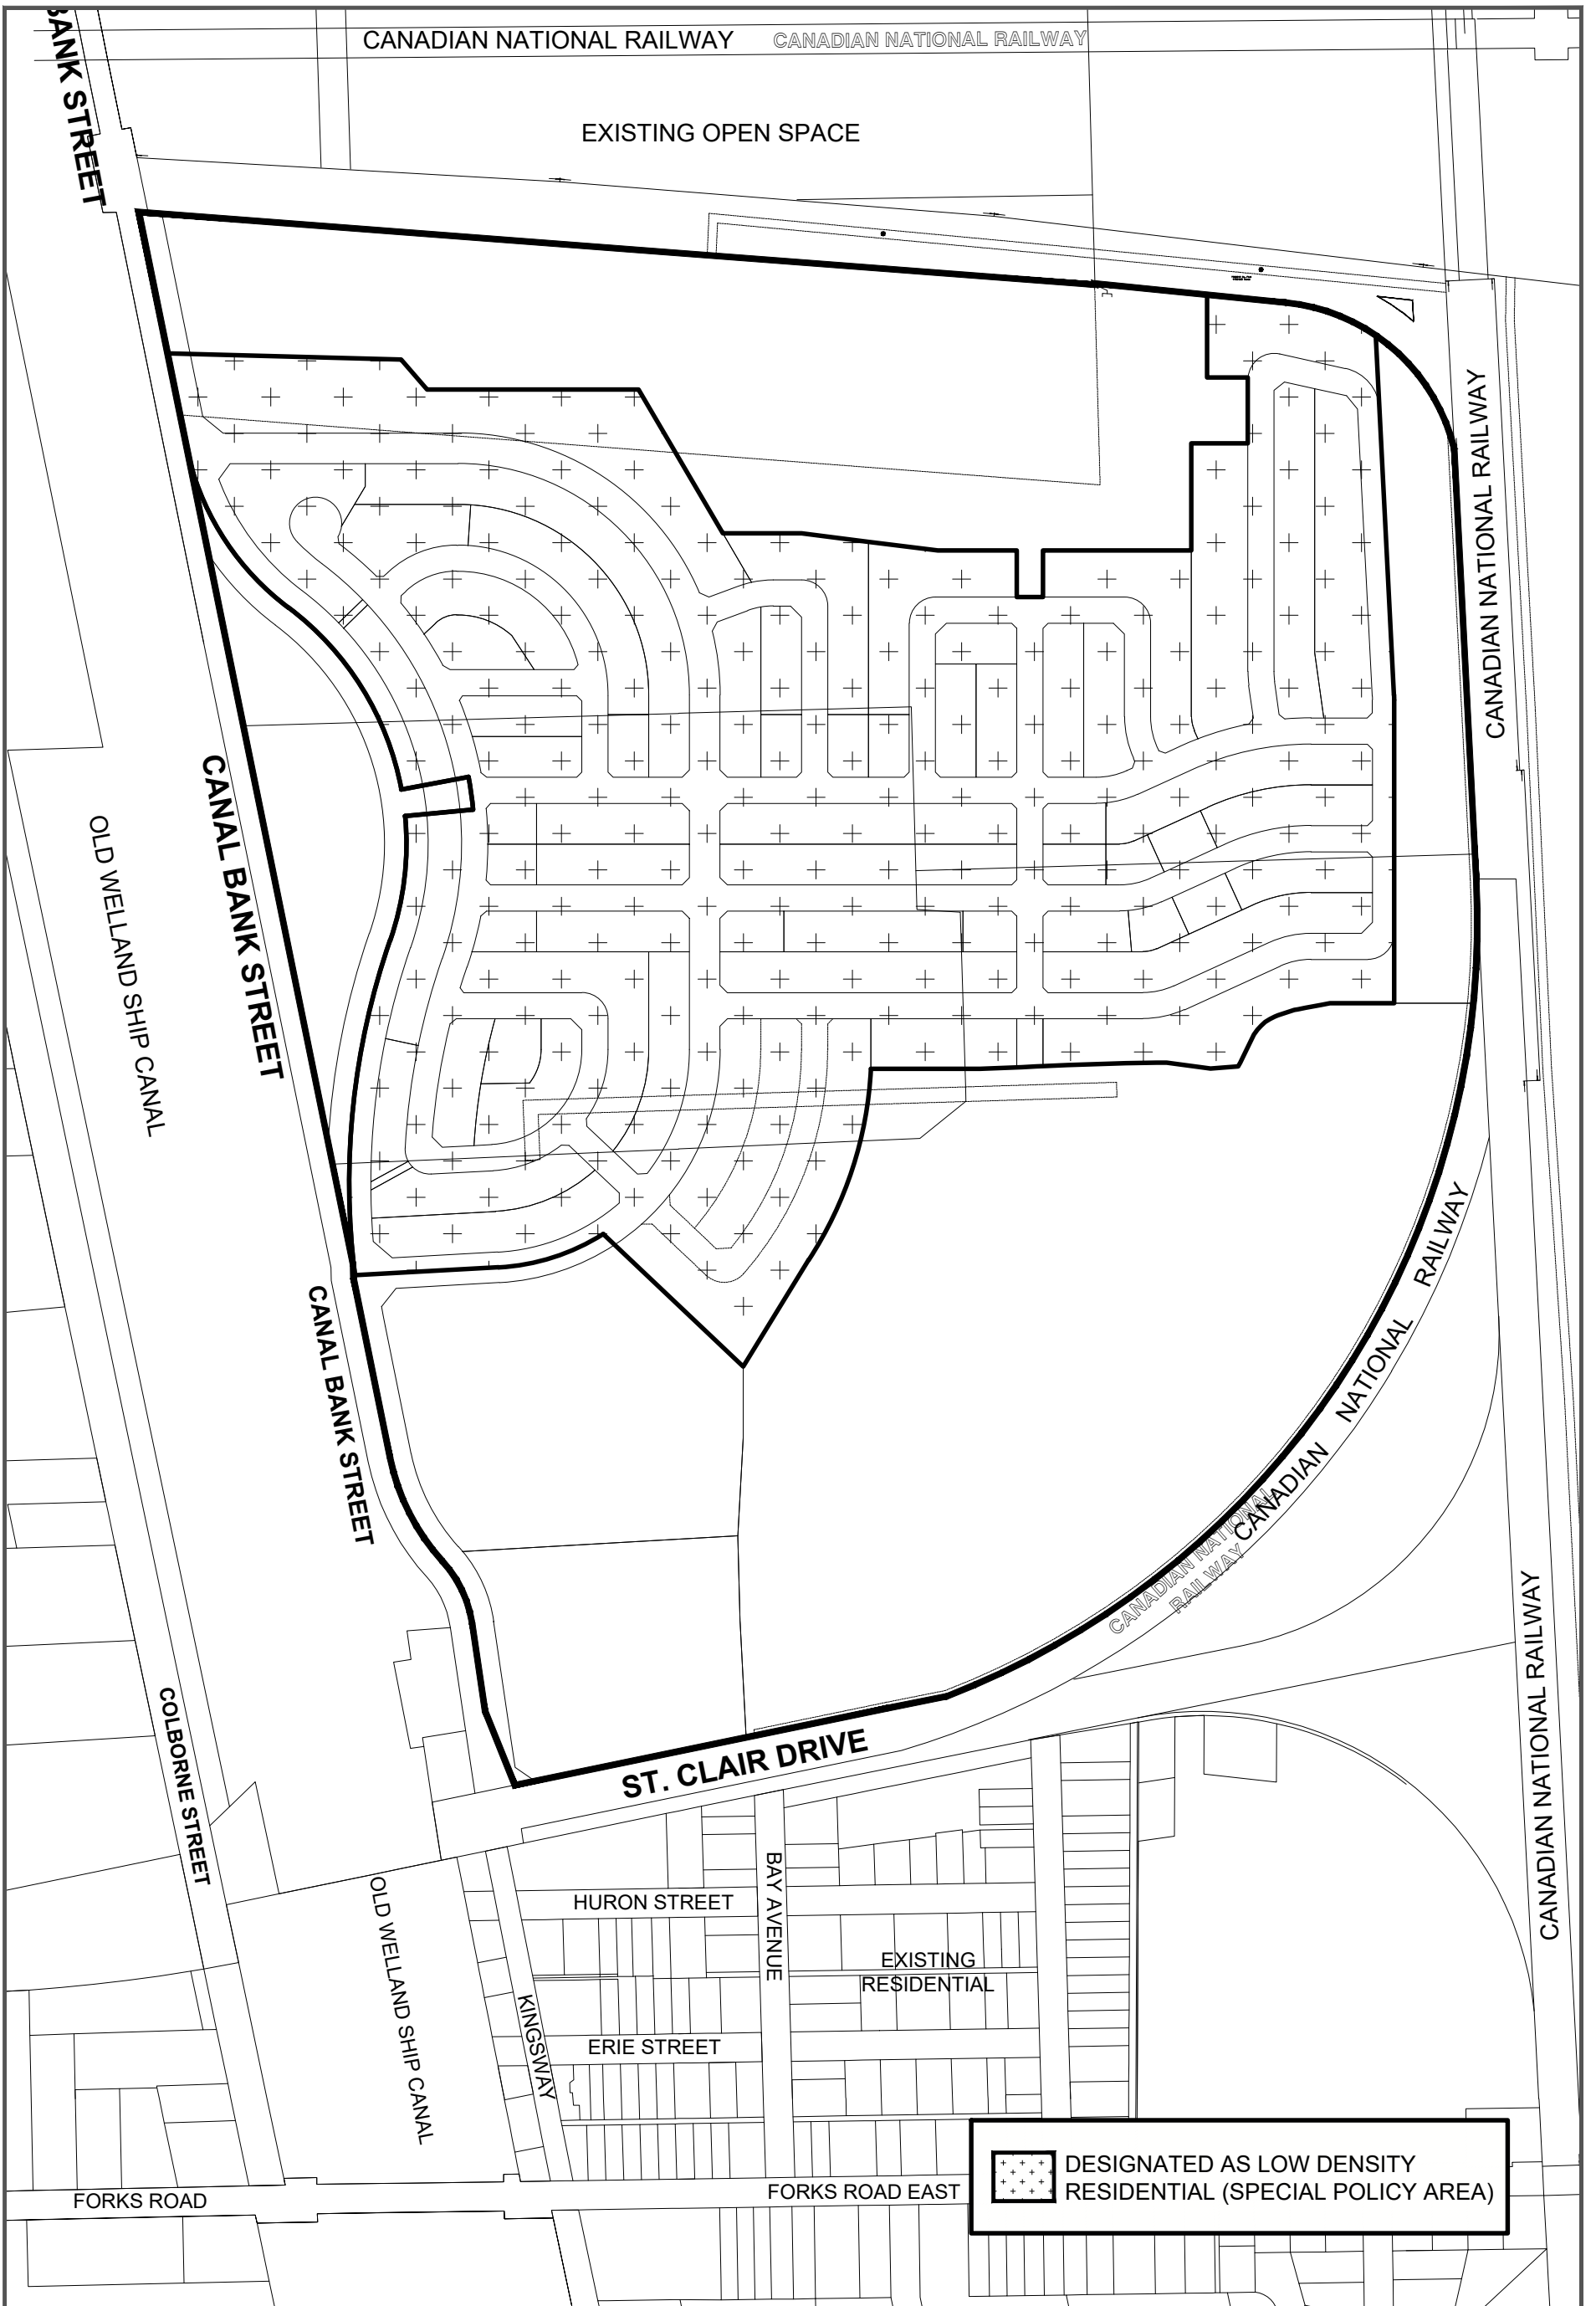 BANK STREET
CANADIAN NATIONAL RAILWAY
CANADIAN NATIONAL RAILWAY
EXISTING OPEN SPACE
CANADIAN NATIONAL RAILWAY
CANAL BANK STREET
OLD WELLAND SHIP CANAL
CANADIAN NATIONAL RAILWAY
CANAL BANK STREET
CANADIAN NATIONAL
RAILWAY
CANADIAN NATIONAL RAILWAY
COLBORNE STREET
ST. CLAIR DRIVE
BAY AVENUE
HURON STREET
OLD WELLAND SHIP CANAL
EXISTING
RESIDENTIAL
KINGSWAY
ERIE STREET
DESIGNATED AS LOW DENSITY
RESIDENTIAL (SPECIAL POLICY AREA)
FORKS ROAD
FORKS ROAD EAST